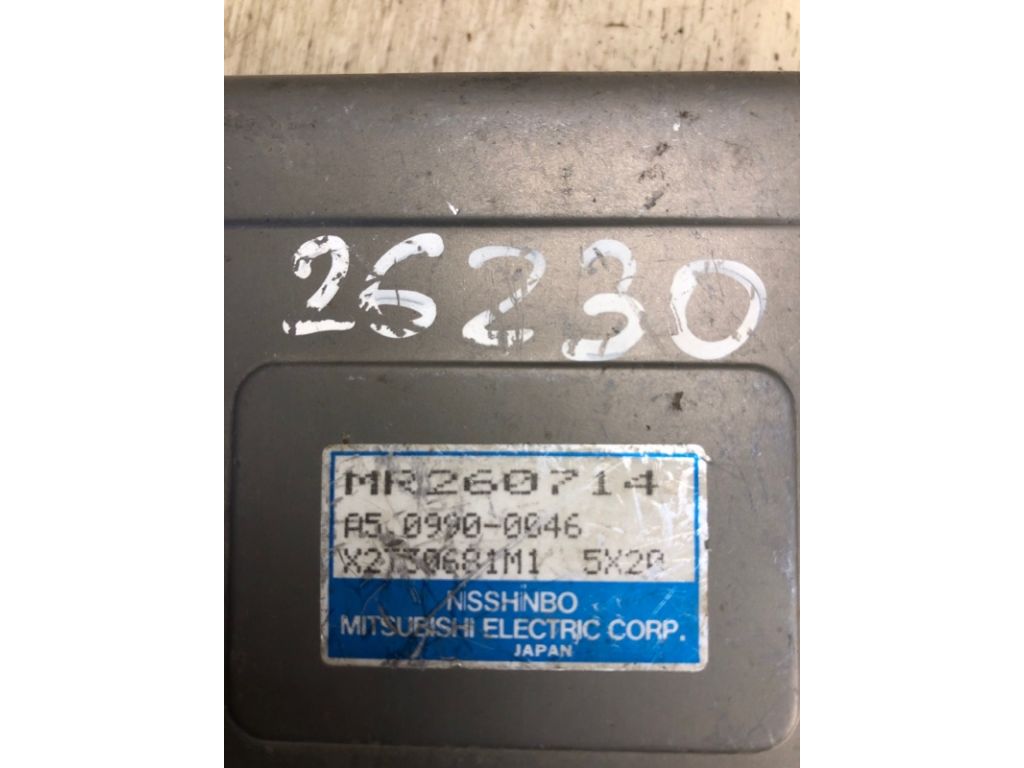 26230
MR260714
A5.0990-0046
X2T30681M1 5X20
NISSHINBO
MITSUBISHI ELECTRIC CORP.
JAPAN